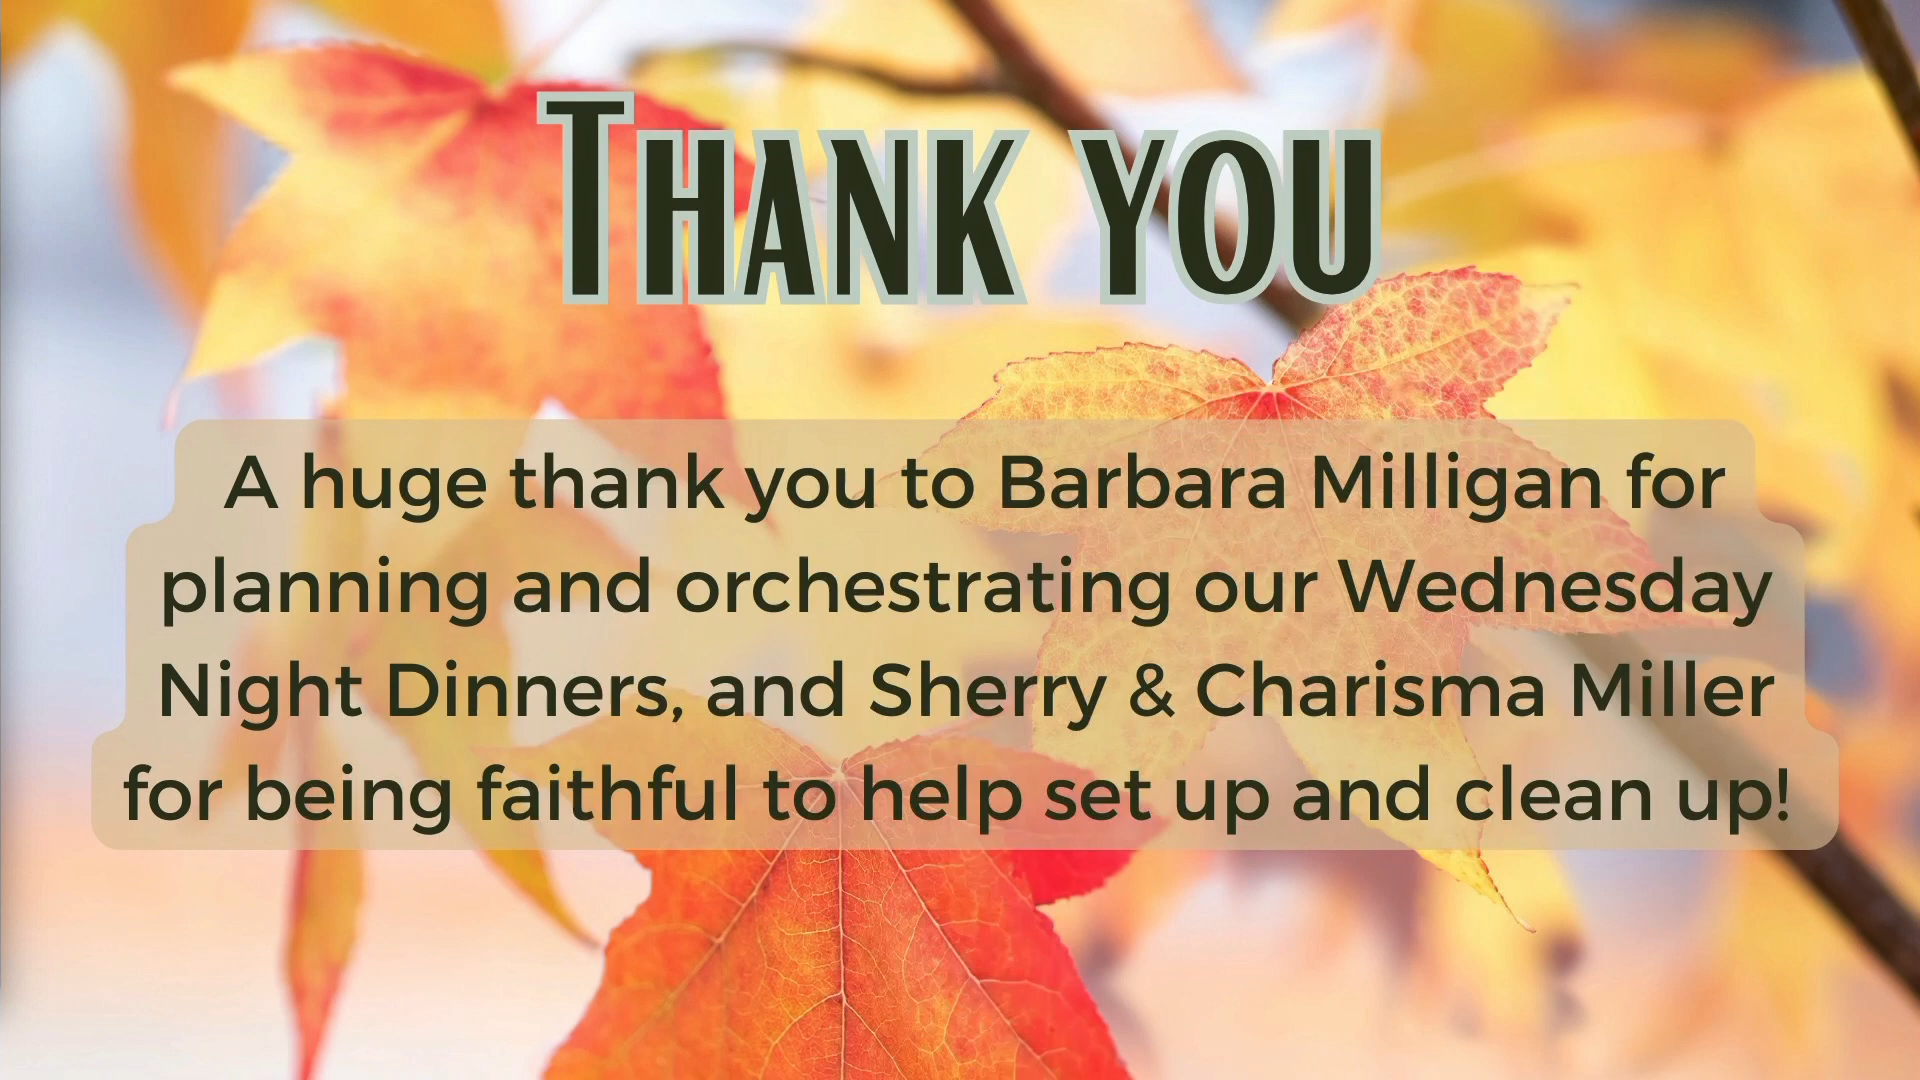 Thank you
A huge thank you to Barbara Milligan for
planning and orchestrating our Wednesday
Night Dinners, and Sherry & Charisma Miller
for being faithful to help set up and clean up!